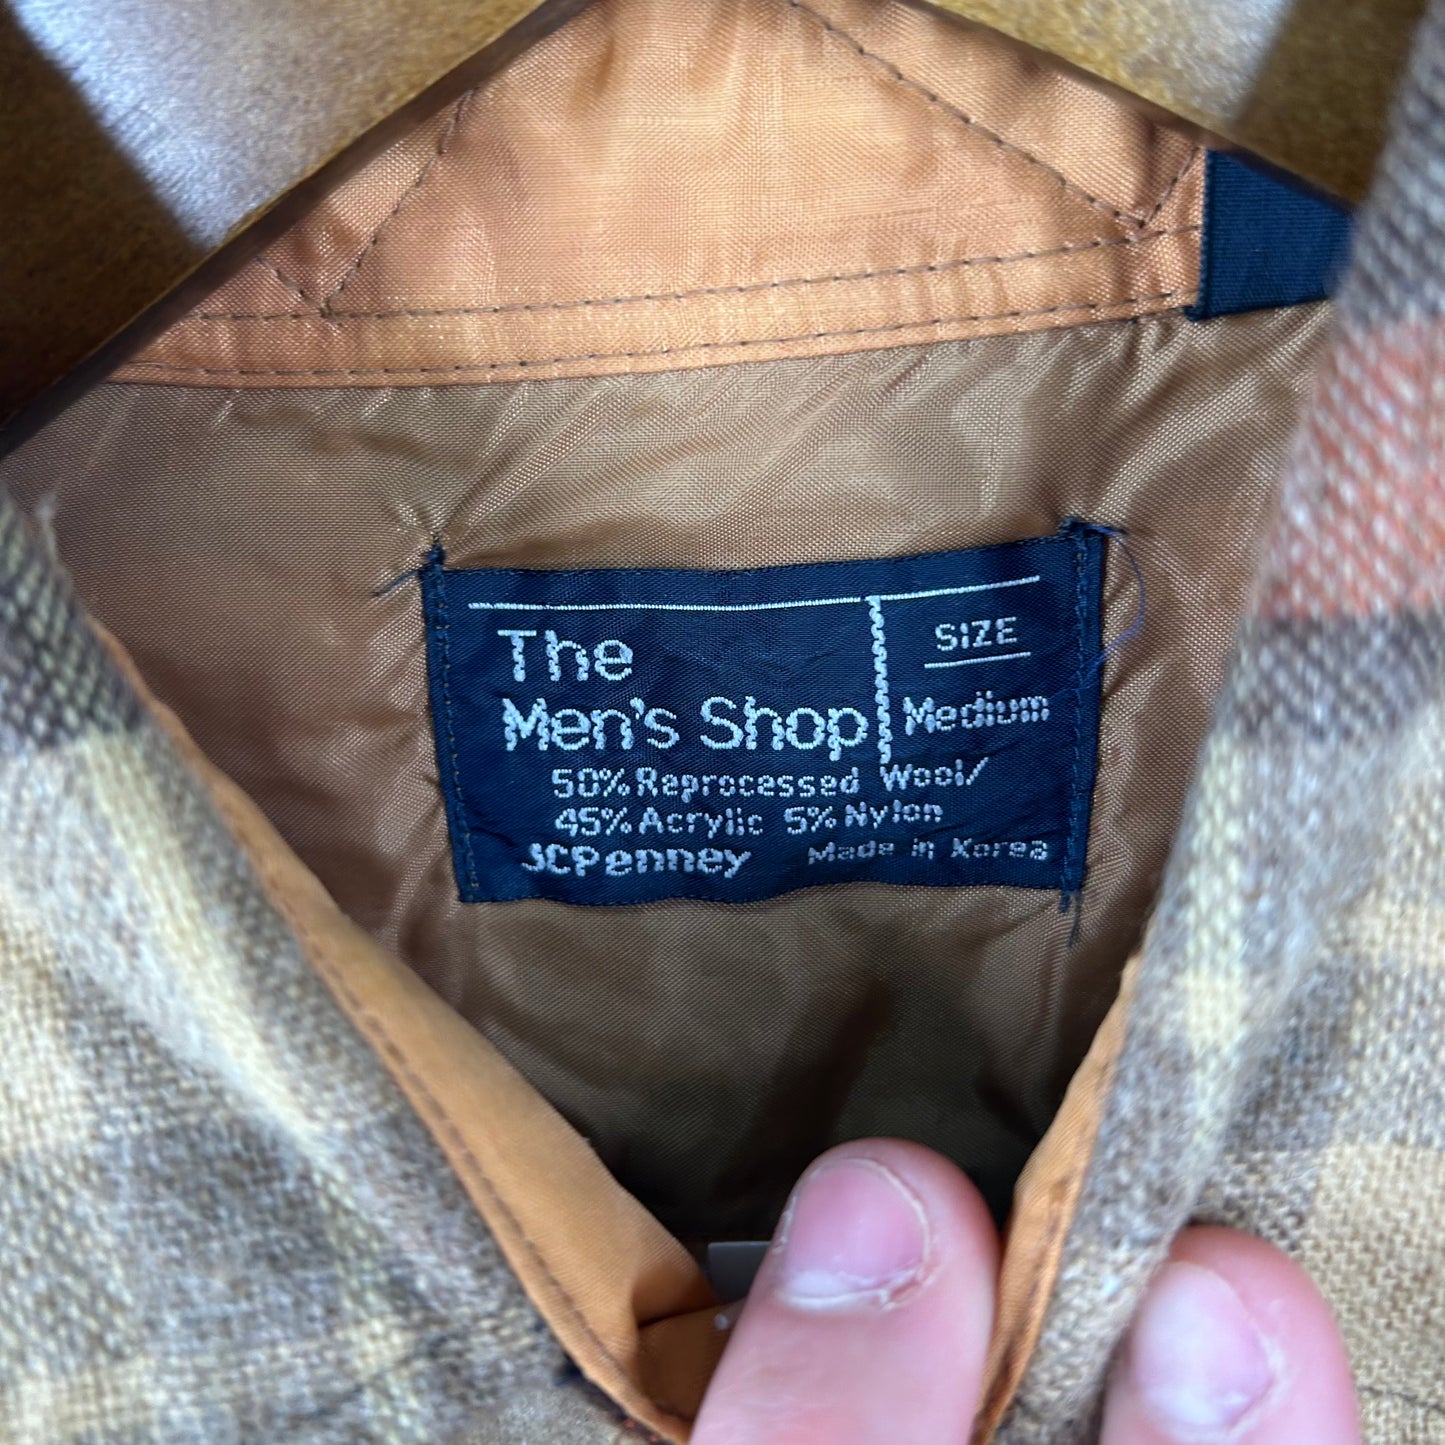 The
Men's Shop
SIZE
Medium
50% Reprocessed Wool/
45% Acrylic 5% Nylon
JCPenney Made in Korea